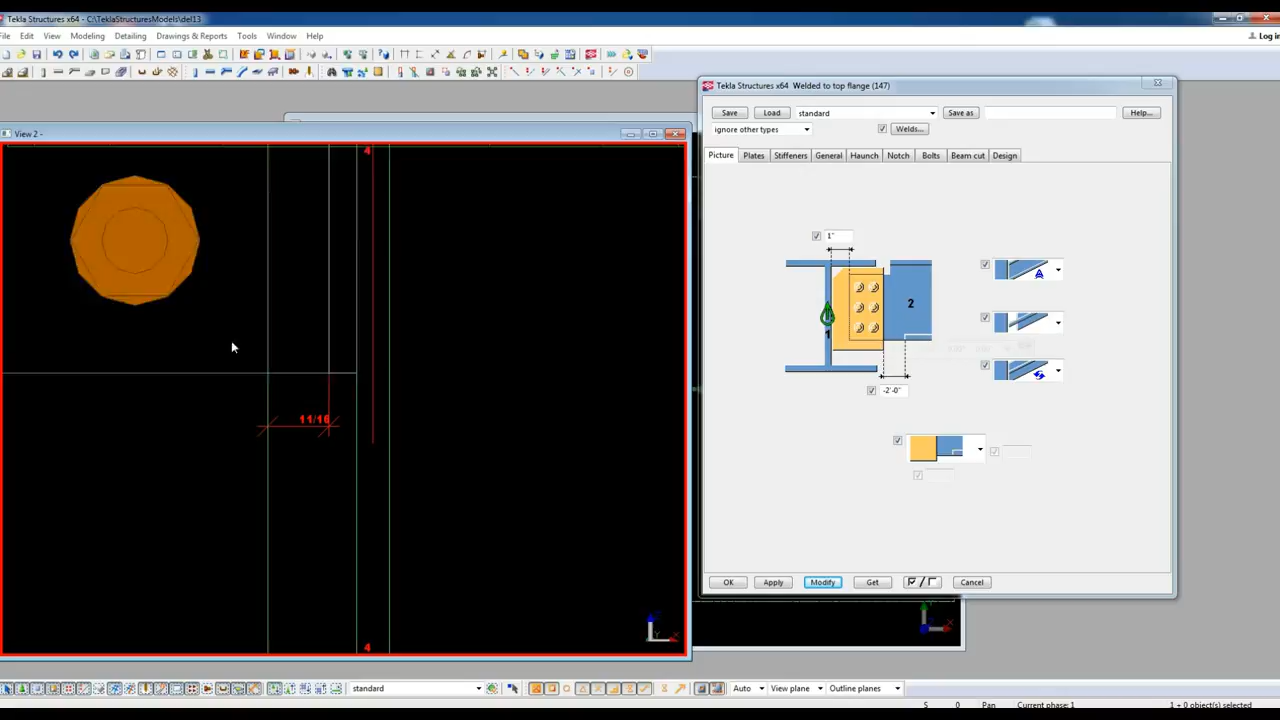 Tekla Structures x64 - C:\TeklaStructuresModels\del13
File Edit View Modeling Detailing Drawings & Reports Tools Window Help
Log in
Tekla Structures x64 Welded to top flange (147)
Save Load standard Save as Help...
ignore other types Welds...
View 2 -
Picture Plates Stiffeners General Haunch Notch Bolts Beam cut Design
4
1"
2
1
-2'-0"
11/16
OK Apply Modify Get / Cancel
4
standard Auto View plane Outline planes
S 0 Pan Current phase: 1 1 + 0 object(s) selected